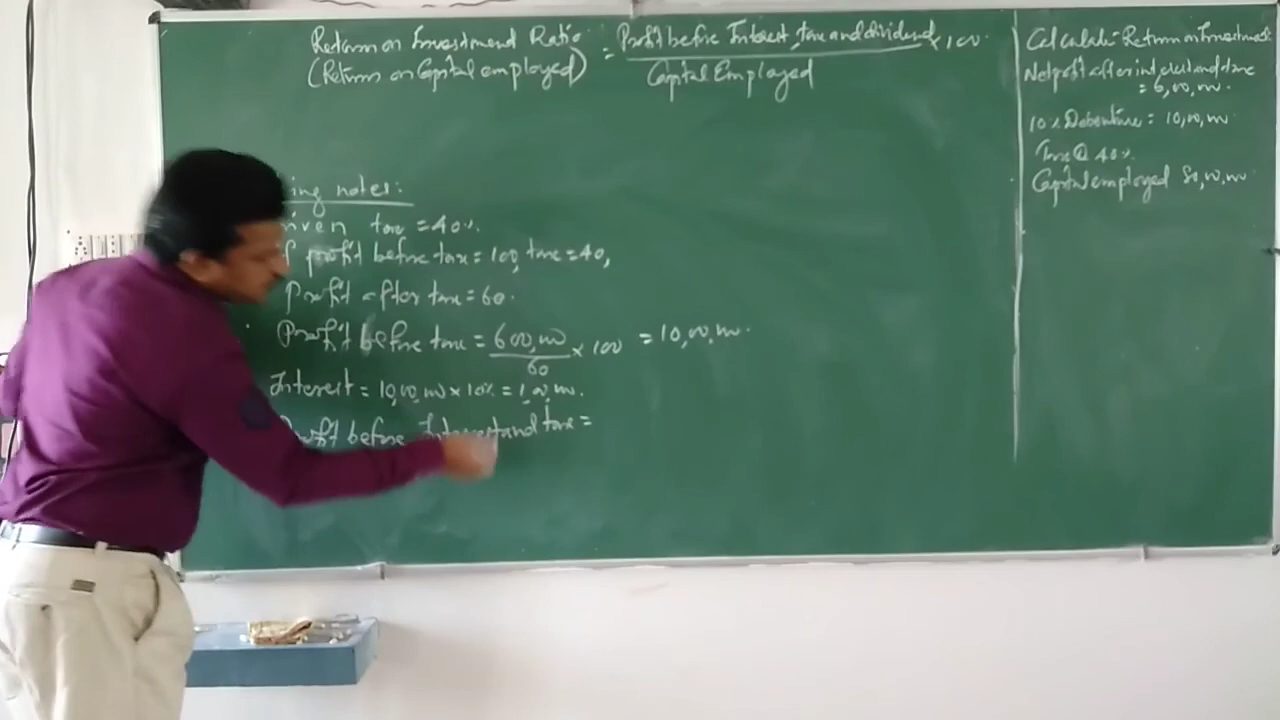 Return on Investment Ratio = Profit before Interest, tax and dividend × 100
(Return on Capital employed) Capital Employed
ing notes:
iven tax = 40%.
f profit before tax = 100, tax = 40,
Profit after tax = 60.
Profit before tax = 600,00/60 × 100 = 10,00,000.
Interest = 10,00,000 × 10% = 1,00,000.
Profit before Interest and tax =
Calculate Return on Investment
Net profit after int, and tax
= 6,00,000.
10% Debenture = 10,00,000
Tax @ 40%.
Capital employed 80,00,000